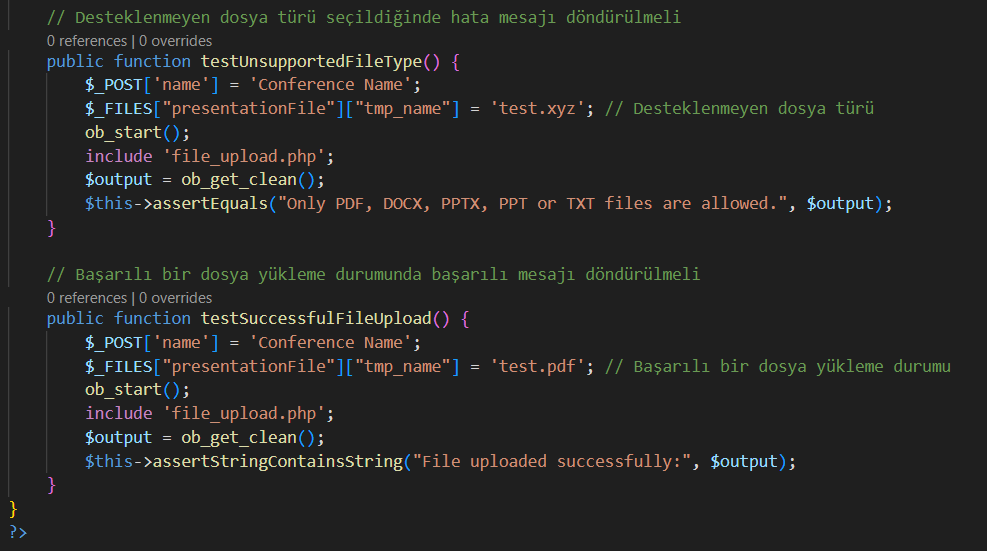 // Desteklenmeyen dosya türü seçildiğinde hata mesajı döndürülmeli
0 references | 0 overrides
public function testUnsupportedFileType() {
$_POST['name'] = 'Conference Name';
$_FILES["presentationFile"]["tmp_name"] = 'test.xyz'; // Desteklenmeyen dosya türü
ob_start();
include 'file_upload.php';
$output = ob_get_clean();
$this->assertEquals("Only PDF, DOCX, PPTX, PPT or TXT files are allowed.", $output);
}
// Başarılı bir dosya yükleme durumunda başarılı mesajı döndürülmeli
0 references | 0 overrides
public function testSuccessfulFileUpload() {
$_POST['name'] = 'Conference Name';
$_FILES["presentationFile"]["tmp_name"] = 'test.pdf'; // Başarılı bir dosya yükleme durumu
ob_start();
include 'file_upload.php';
$output = ob_get_clean();
$this->assertStringContainsString("File uploaded successfully:", $output);
}
}
?>